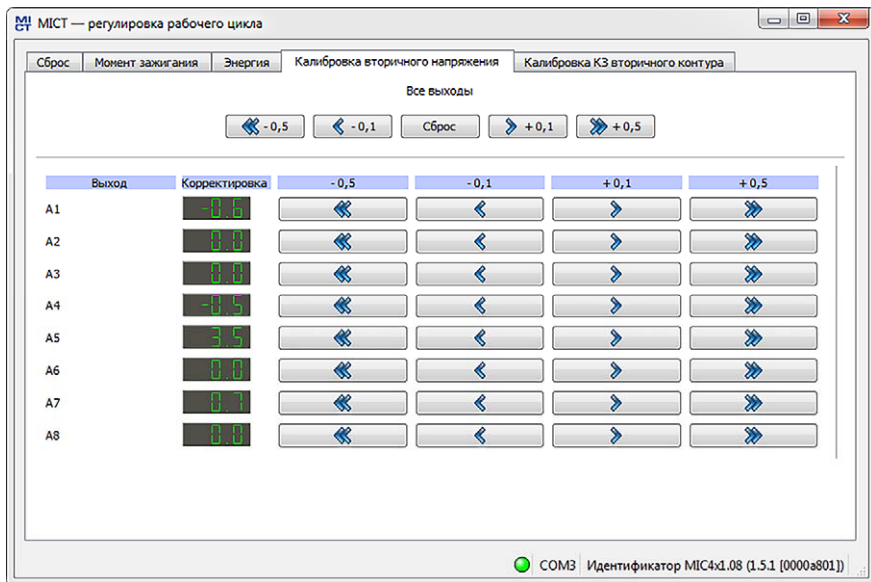 MICT MICT — регулировка рабочего цикла
Сброс Момент зажигания Энергия Калибровка вторичного напряжения Калибровка КЗ вторичного контура
Все выходы
- 0,5 - 0,1 Сброс + 0,1 + 0,5
Выход Корректировка - 0,5 - 0,1 + 0,1 + 0,5
A1 -0.6
A2 0.0
A3 0.0
A4 -0.5
A5 3.5
A6 0.0
A7 0.7
A8 0.0
COM3 Идентификатор MIC4x1.08 (1.5.1 [0000a801])